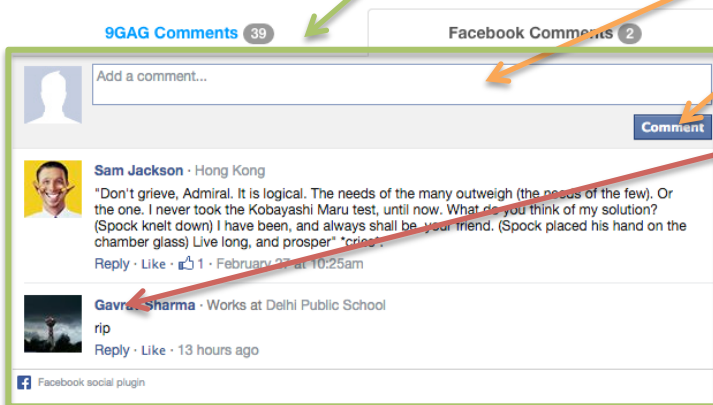 9GAG Comments 39
Facebook Comments 2
Add a comment...
Comment
Sam Jackson · Hong Kong
"Don't grieve, Admiral. It is logical. The needs of the many outweigh (the needs of the few). Or
the one. I never took the Kobayashi Maru test, until now. What do you think of my solution?
(Spock knelt down) I have been, and always shall be, your friend. (Spock placed his hand on the
chamber glass) Live long, and prosper" *cries*.
Reply · Like · 1 · February 27 at 10:25am
Sharma · Works at Delhi Public School
rip
Reply · Like · 13 hours ago
Facebook social plugin